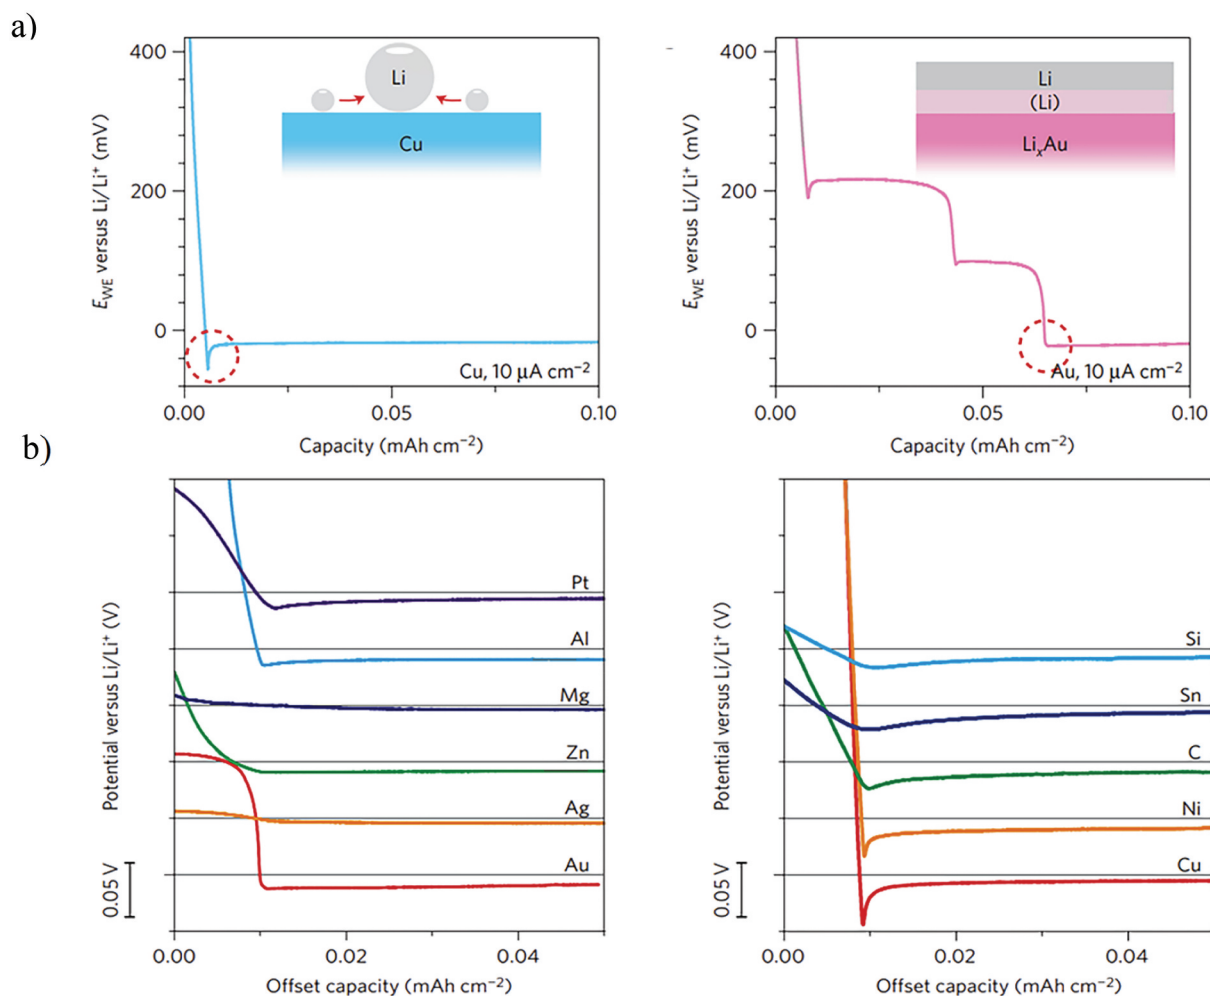 a)
400
200
0
E_WE versus Li/Li⁺ (mV)
Li
Cu
Cu, 10 µA cm⁻²
0.00
0.05
0.10
Capacity (mAh cm⁻²)
400
200
0
E_WE versus Li/Li⁺ (mV)
Li
(Li)
LiₓAu
Au, 10 µA cm⁻²
0.00
0.05
0.10
Capacity (mAh cm⁻²)
b)
Potential versus Li/Li⁺ (V)
0.05 V
Pt
Al
Mg
Zn
Ag
Au
0.00
0.02
0.04
Offset capacity (mAh cm⁻²)
Potential versus Li/Li⁺ (V)
0.05 V
Si
Sn
C
Ni
Cu
0.00
0.02
0.04
Offset capacity (mAh cm⁻²)